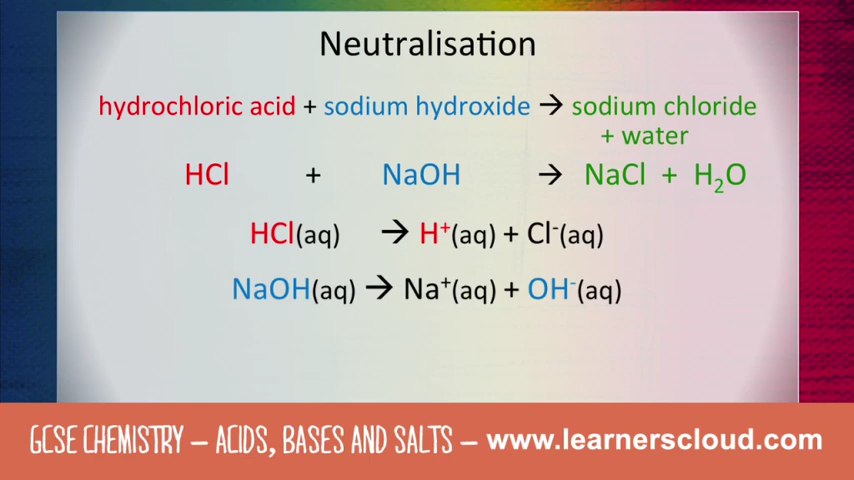 Neutralisation
hydrochloric acid + sodium hydroxide → sodium chloride
+ water
HCl + NaOH → NaCl + H₂O
HCl(aq) → H⁺(aq) + Cl⁻(aq)
NaOH(aq) → Na⁺(aq) + OH⁻(aq)
GCSE CHEMISTRY – ACIDS, BASES AND SALTS – www.learnerscloud.com